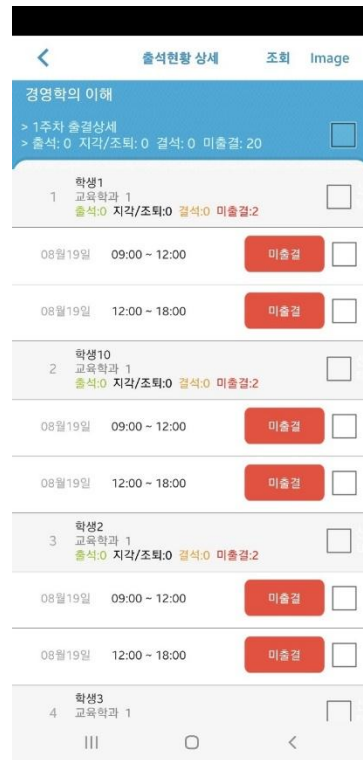 출석현황 상세 조회 Image
경영학의 이해
> 1주차 출결상세
> 출석: 0 지각/조퇴: 0 결석: 0 미출결: 20
1 학생1
교육학과 1
출석:0 지각/조퇴:0 결석:0 미출결:2
08월19일 09:00 ~ 12:00 미출결
08월19일 12:00 ~ 18:00 미출결
2 학생10
교육학과 1
출석:0 지각/조퇴:0 결석:0 미출결:2
08월19일 09:00 ~ 12:00 미출결
08월19일 12:00 ~ 18:00 미출결
3 학생2
교육학과 1
출석:0 지각/조퇴:0 결석:0 미출결:2
08월19일 09:00 ~ 12:00 미출결
08월19일 12:00 ~ 18:00 미출결
4 학생3
교육학과 1